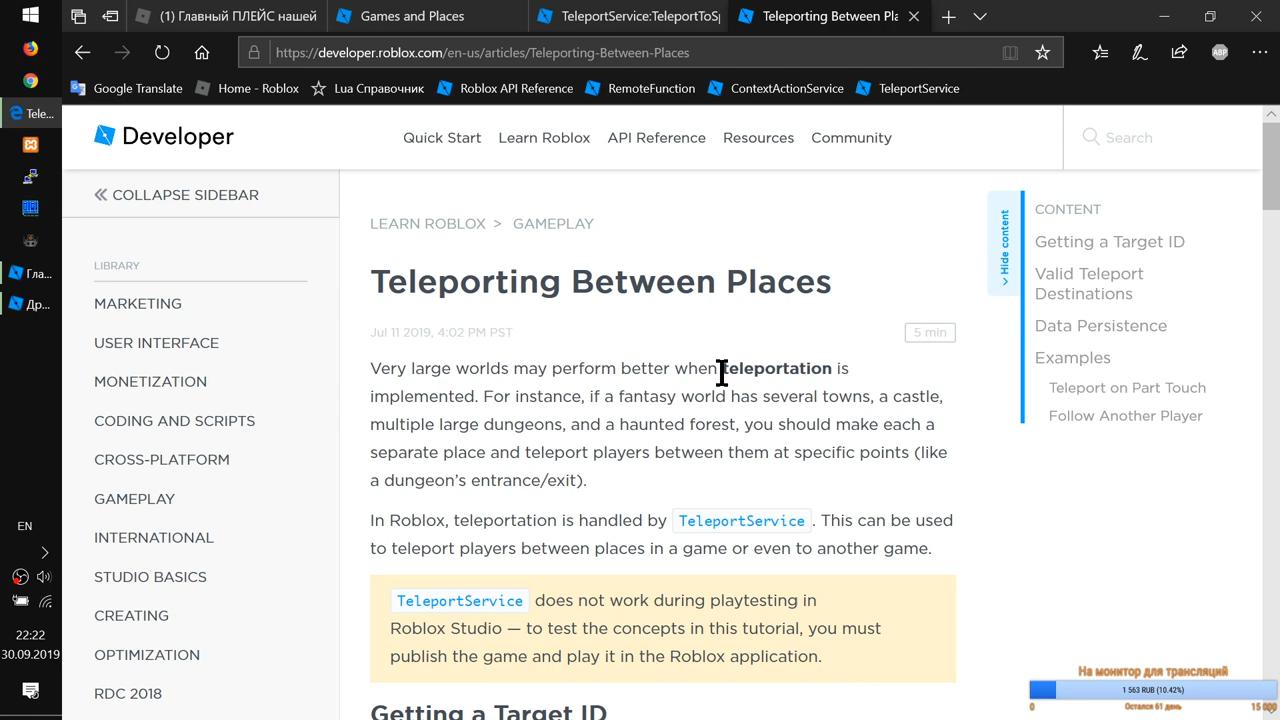 (1) Главный ПЛЕЙС нашей
Games and Places
TeleportService:TeleportToSp
Teleporting Between Pla
https://developer.roblox.com/en-us/articles/Teleporting-Between-Places
ABP
Google Translate
Home - Roblox
Lua Справочник
Roblox API Reference
RemoteFunction
ContextActionService
TeleportService
Tele...
Гла...
Др...
EN
22:22
30.09.2019
Developer
Quick Start
Learn Roblox
API Reference
Resources
Community
Search
COLLAPSE SIDEBAR
LIBRARY
MARKETING
USER INTERFACE
MONETIZATION
CODING AND SCRIPTS
CROSS-PLATFORM
GAMEPLAY
INTERNATIONAL
STUDIO BASICS
CREATING
OPTIMIZATION
RDC 2018
LEARN ROBLOX > GAMEPLAY
Teleporting Between Places
Jul 11 2019, 4:02 PM PST
5 min
Very large worlds may perform better when teleportation is
implemented. For instance, if a fantasy world has several towns, a castle,
multiple large dungeons, and a haunted forest, you should make each a
separate place and teleport players between them at specific points (like
a dungeon's entrance/exit).
In Roblox, teleportation is handled by TeleportService. This can be used
to teleport players between places in a game or even to another game.
TeleportService does not work during playtesting in
Roblox Studio — to test the concepts in this tutorial, you must
publish the game and play it in the Roblox application.
Getting a Target ID
Hide content
CONTENT
Getting a Target ID
Valid Teleport
Destinations
Data Persistence
Examples
Teleport on Part Touch
Follow Another Player
На монитор для трансляций
1 563 RUB (10.42%)
0
Остался 61 день
15 000